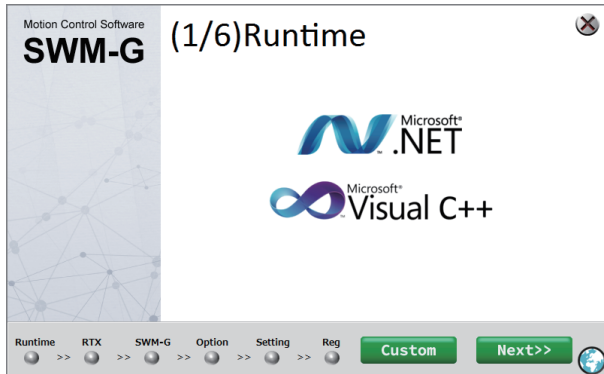 Motion Control Software
SWM-G
(1/6)Runtime
Microsoft®
.NET
Microsoft®
Visual C++
Runtime >> RTX >> SWM-G >> Option >> Setting >> Reg
Custom
Next>>